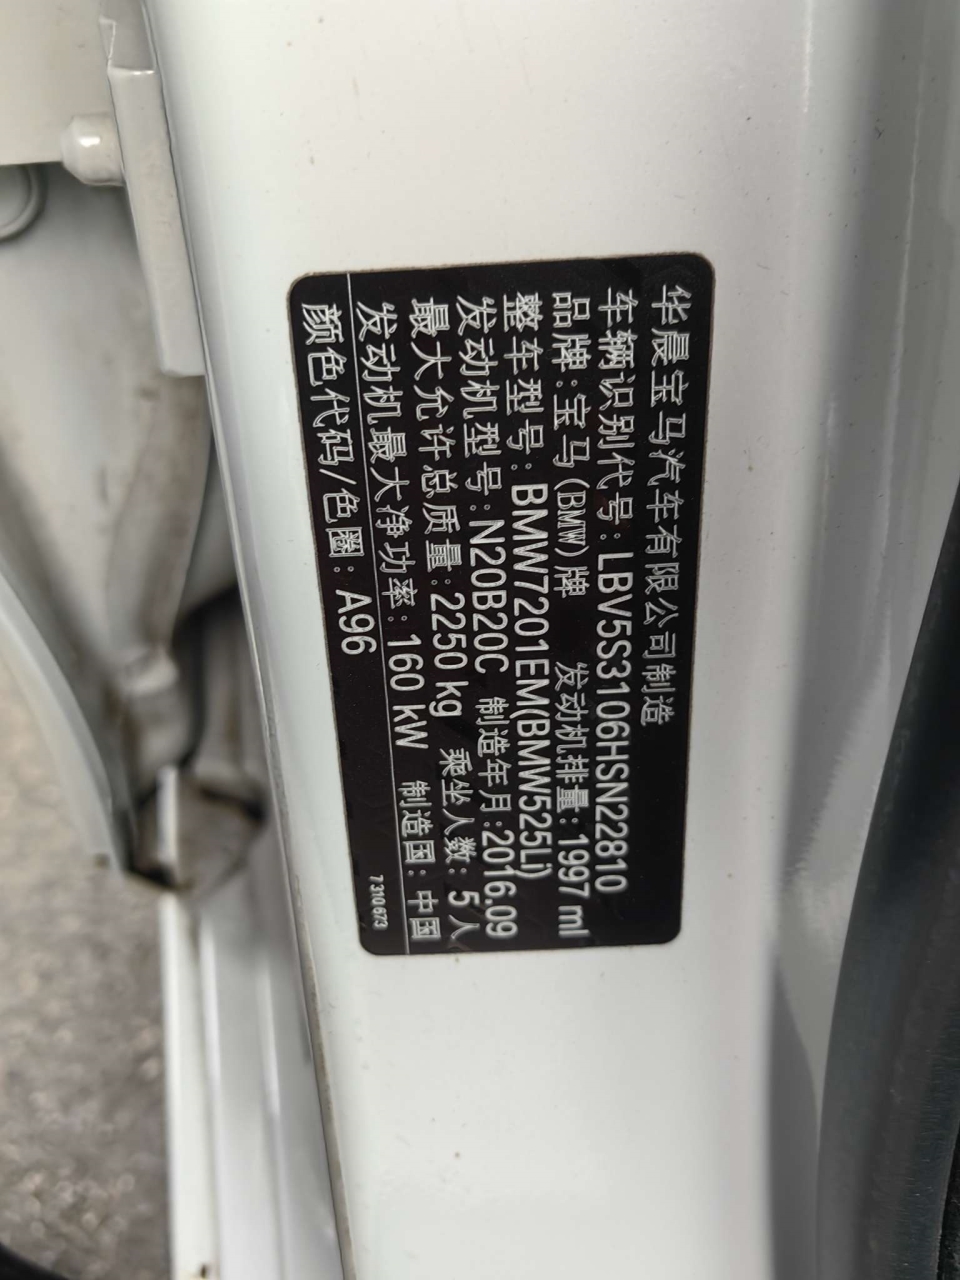 华晨宝马汽车有限公司制造
车辆识别代号:LBV5S3106HSN22810
品牌:宝马(BMW)牌 发动机排量:1997 ml
整车型号:BMW7201EM(BMW525Li)
发动机型号:N20B20C 制造年月:2016.09
最大允许总质量:2250 kg 乘坐人数:5人
发动机最大净功率:160 kW 制造国:中国
颜色代码/色圈: A96 7310673